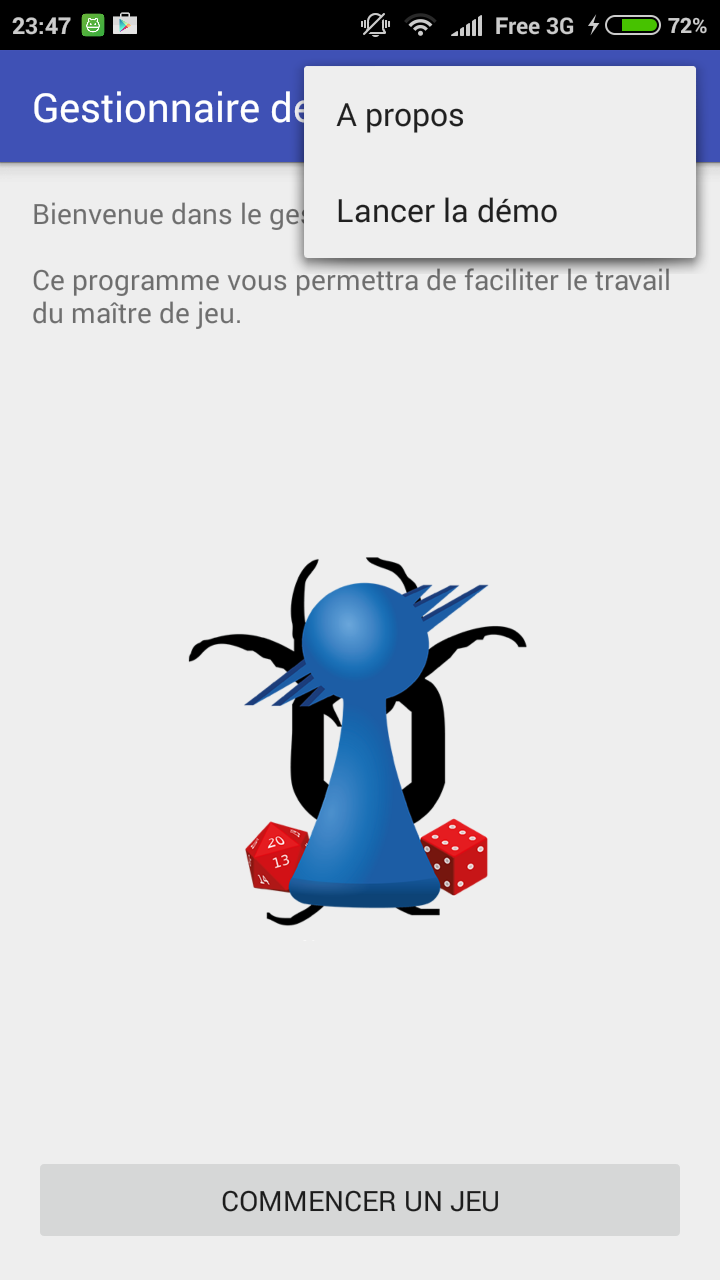 23:47 Free 3G 72%
Gestionnaire de
A propos
Bienvenue dans le ges
Lancer la démo
Ce programme vous permettra de faciliter le travail
du maître de jeu.
20
13
14
COMMENCER UN JEU